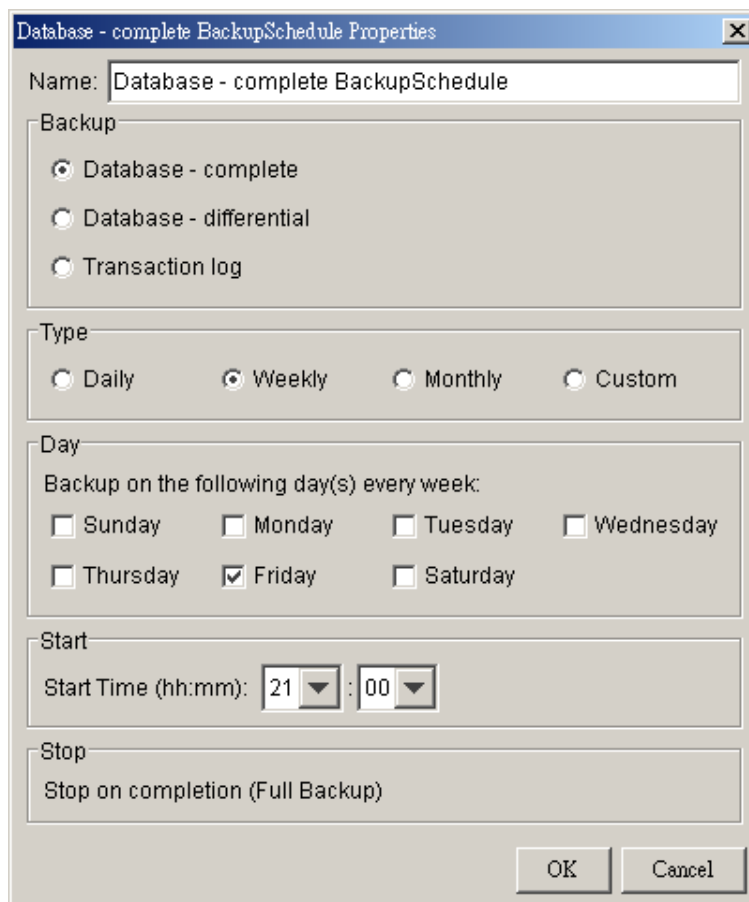 Database - complete BackupSchedule Properties
Name: Database - complete BackupSchedule
Backup
Database - complete
Database - differential
Transaction log
Type
Daily Weekly Monthly Custom
Day
Backup on the following day(s) every week:
Sunday Monday Tuesday Wednesday
Thursday Friday Saturday
Start
Start Time (hh:mm): 21 : 00
Stop
Stop on completion (Full Backup)
OK Cancel